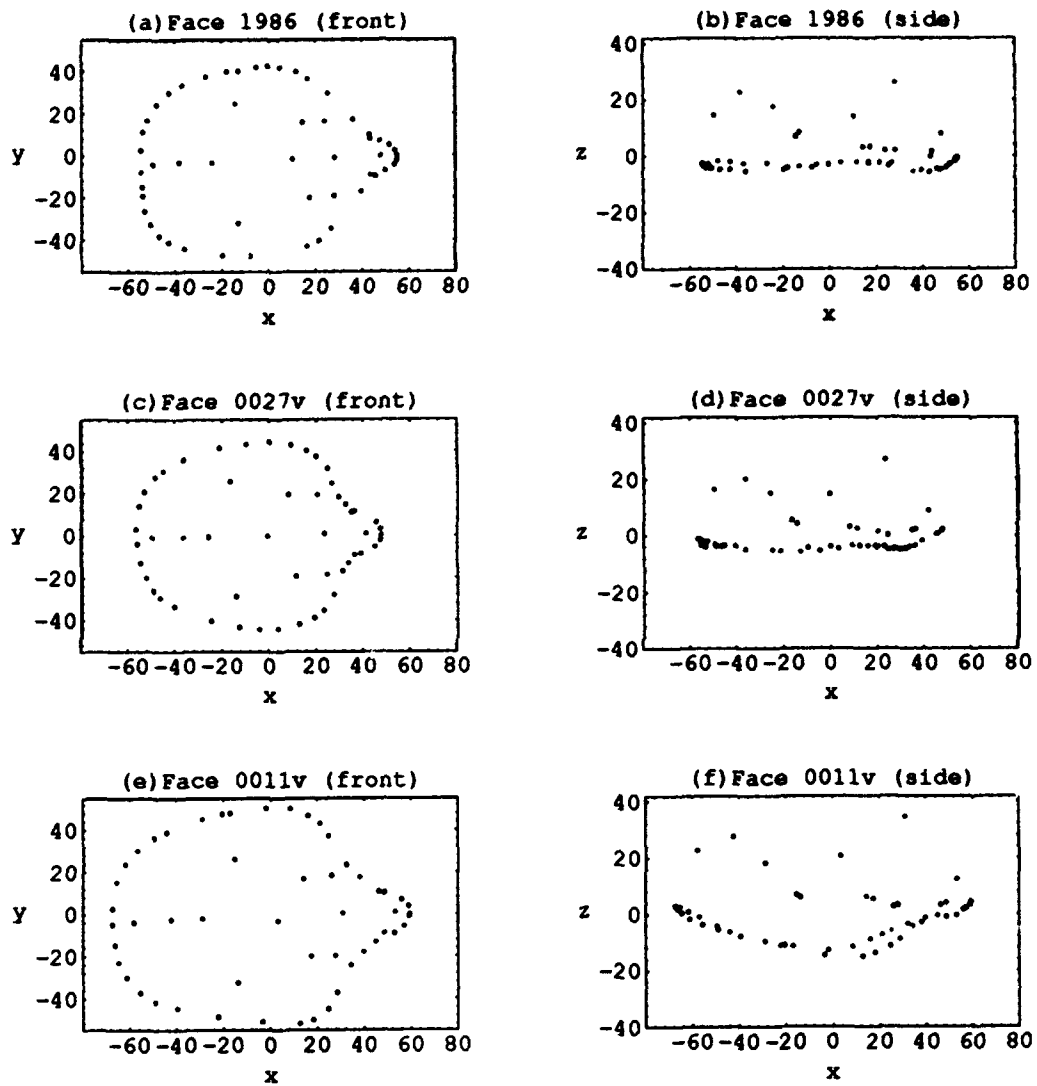 (a)Face 1986 (front)
40
20
y 0
-20
-40
-60 -40 -20 0 20 40 60 80
x
(b)Face 1986 (side)
40
20
z 0
-20
-40
-60 -40 -20 0 20 40 60 80
x
(c)Face 0027v (front)
40
20
y 0
-20
-40
-60 -40 -20 0 20 40 60 80
x
(d)Face 0027v (side)
40
20
z 0
-20
-40
-60 -40 -20 0 20 40 60 80
x
(e)Face 0011v (front)
40
20
y 0
-20
-40
-60 -40 -20 0 20 40 60 80
x
(f)Face 0011v (side)
40
20
z 0
-20
-40
-60 -40 -20 0 20 40 60 80
x